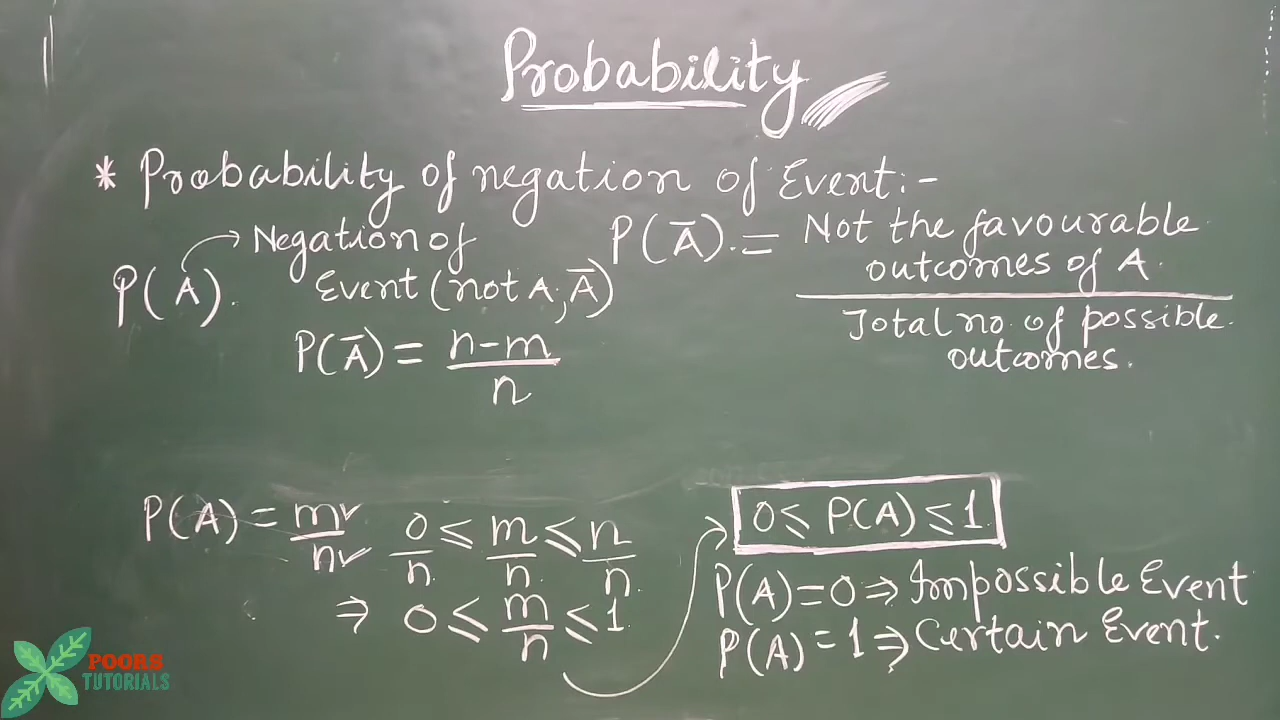 Probability
* Probability of negation of Event:-
P(A). → Negation of
Event (not A, Ā)
P(Ā) = n-m / n
P(Ā). = Not the favourable
outcomes of A.
Total no. of possible
outcomes.
P(A) = m✓ / n✓
0/n ≤ m/n ≤ n/n
⇒ 0 ≤ m/n ≤ 1
0 ≤ P(A) ≤ 1
P(A) = 0 ⇒ Impossible Event
P(A) = 1 ⇒ Certain Event.
POORS
TUTORIALS